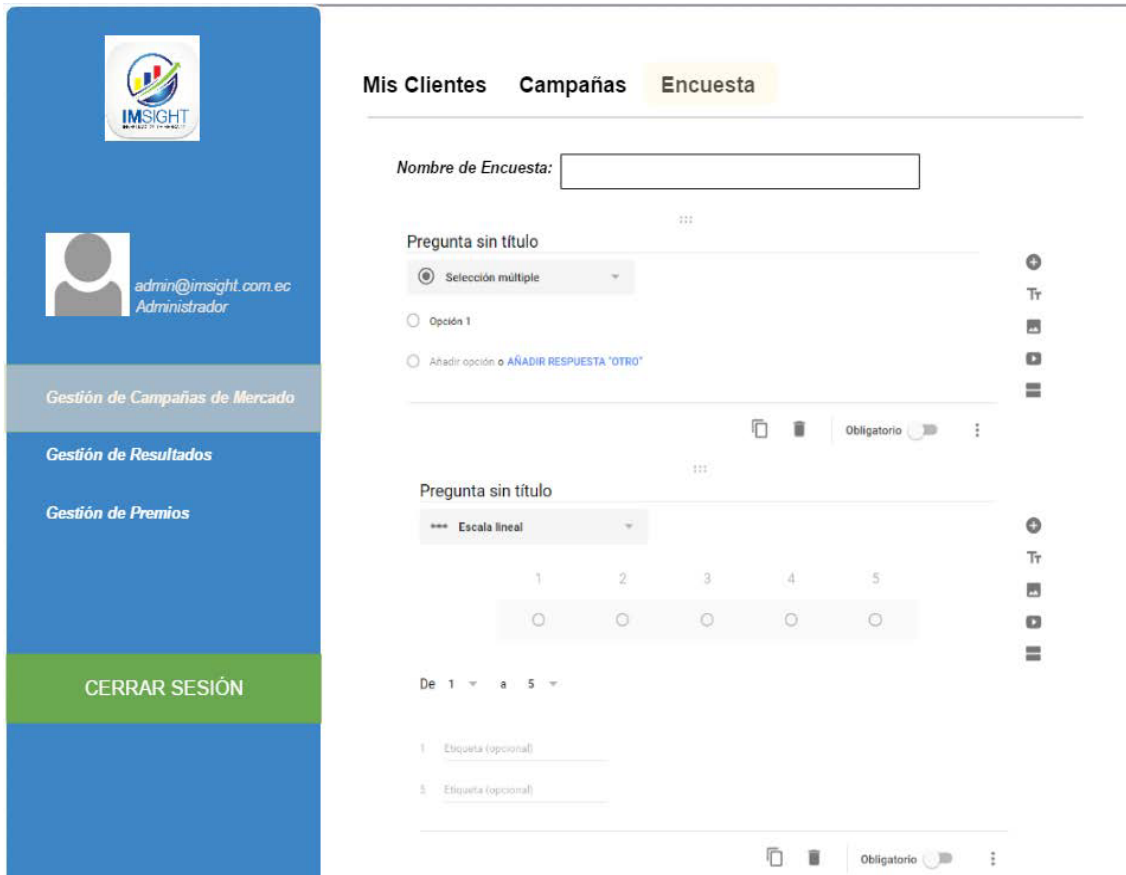 IMSIGHT
Mis Clientes Campañas Encuesta
Nombre de Encuesta:
admin@imsight.com.ec
Administrador
Gestión de Campañas de Mercado
Gestión de Resultados
Gestión de Premios
CERRAR SESIÓN
Pregunta sin título
Selección múltiple
Opción 1
Añadir opción o AÑADIR RESPUESTA "OTRO"
Obligatorio
Pregunta sin título
Escala lineal
1 2 3 4 5
De 1 a 5
1 Etiqueta (opcional)
5 Etiqueta (opcional)
Obligatorio